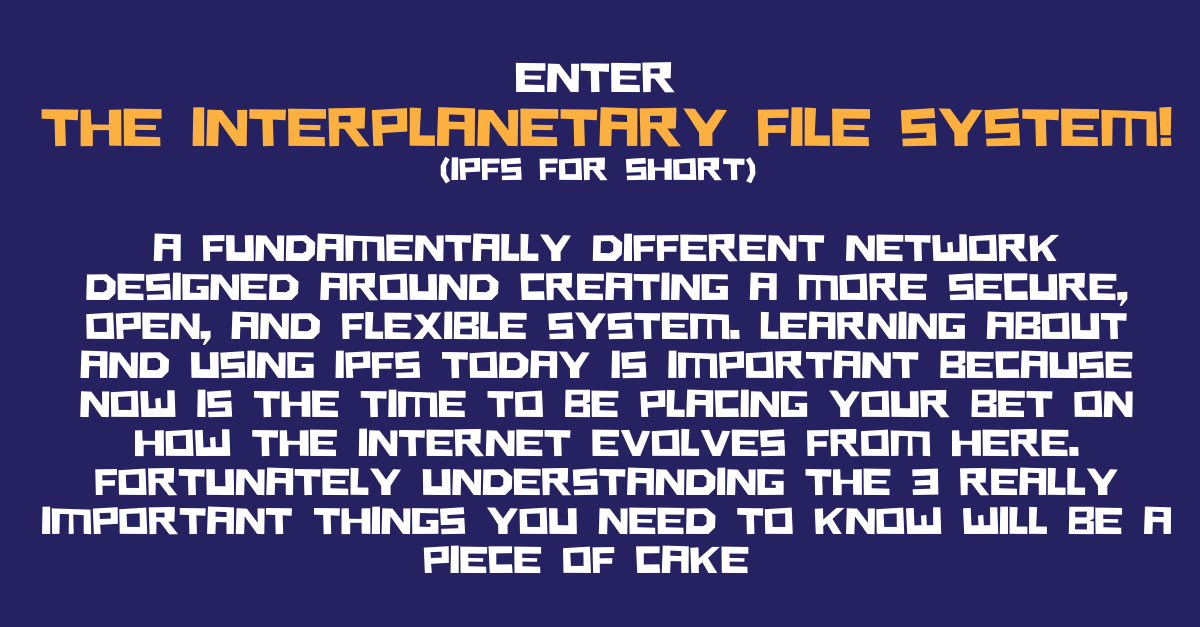 ENTER
THE INTERPLANETARY FILE SYSTEM!
(IPFS FOR SHORT)
A FUNDAMENTALLY DIFFERENT NETWORK
DESIGNED AROUND CREATING A MORE SECURE,
OPEN, AND FLEXIBLE SYSTEM. LEARNING ABOUT
AND USING IPFS TODAY IS IMPORTANT BECAUSE
NOW IS THE TIME TO BE PLACING YOUR BET ON
HOW THE INTERNET EVOLVES FROM HERE.
FORTUNATELY UNDERSTANDING THE 3 REALLY
IMPORTANT THINGS YOU NEED TO KNOW WILL BE A
PIECE OF CAKE